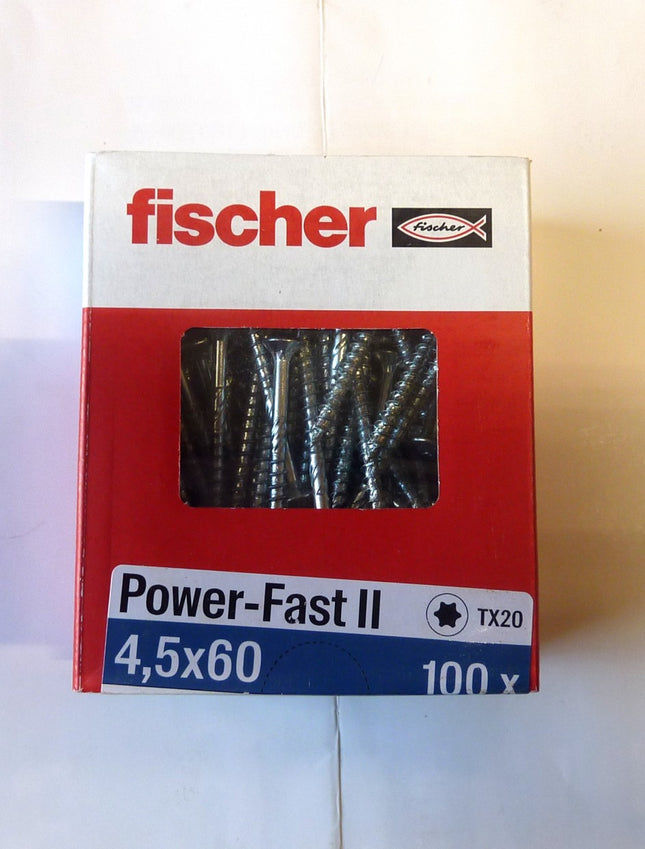 fischer fischer
Power-Fast II TX20
4,5x60 100 x